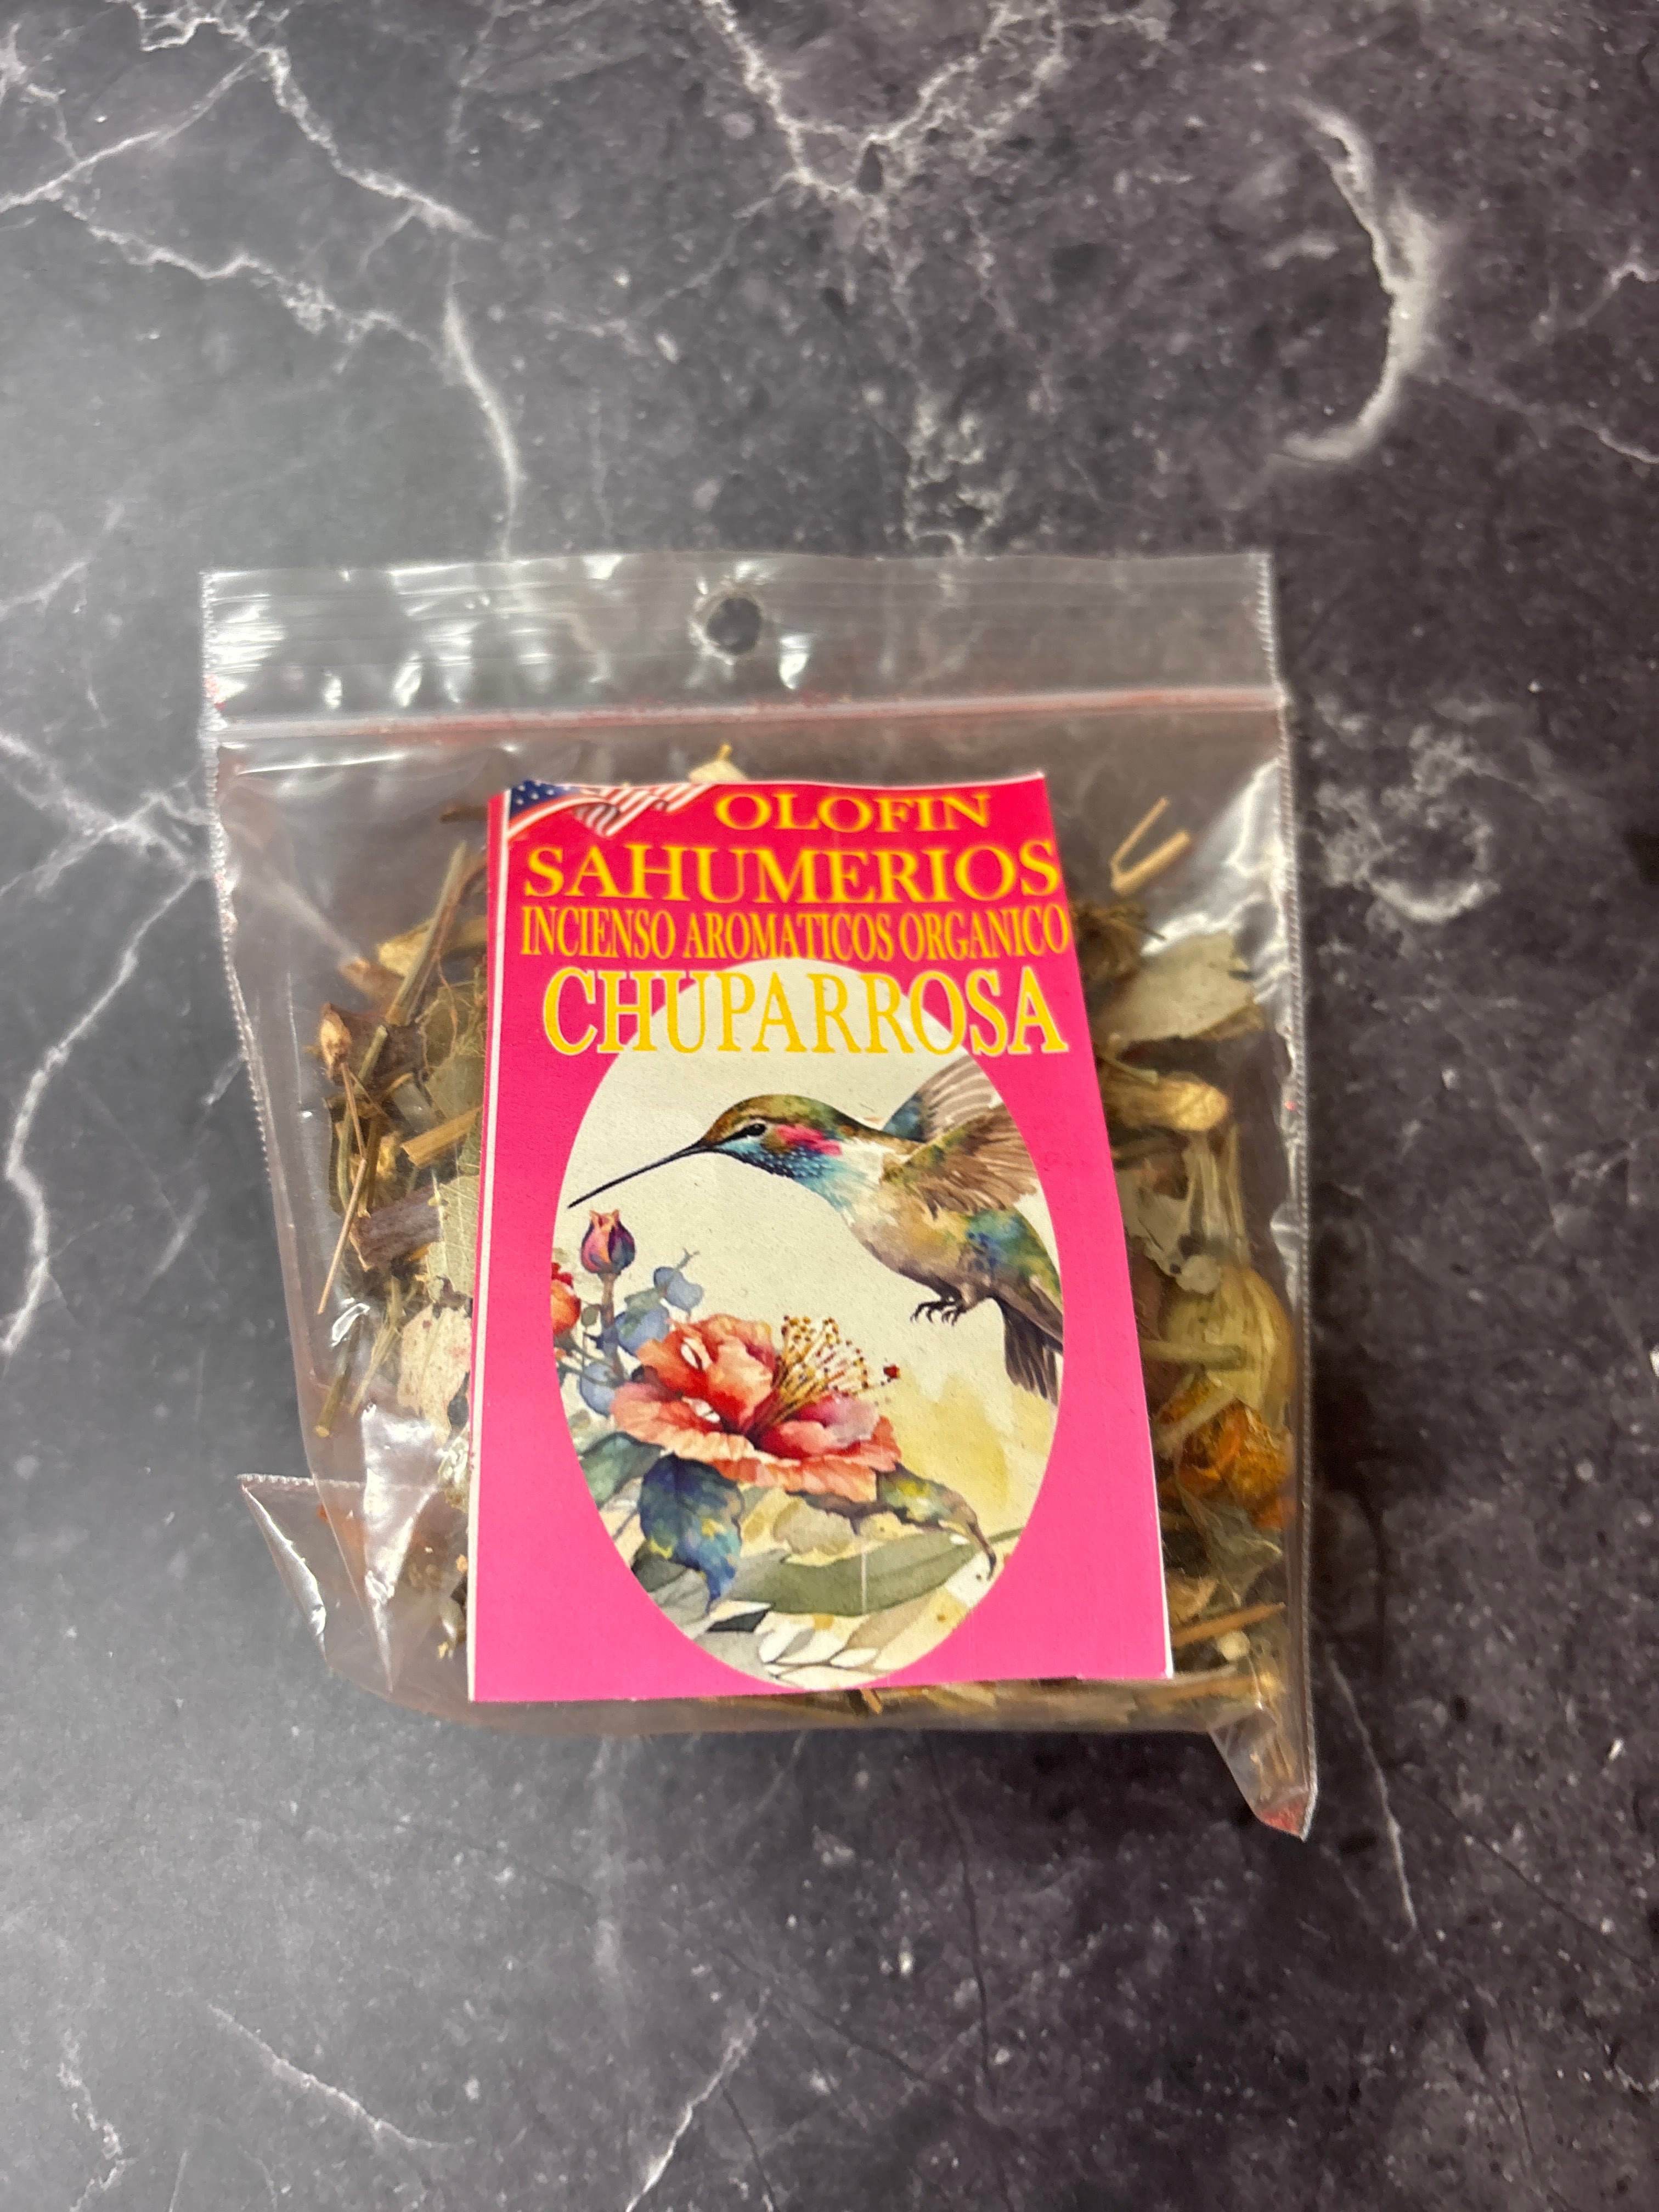 OLOFIN
SAHUMERIOS
INCIENSO AROMATICOS ORGANICO
CHUPARROSA